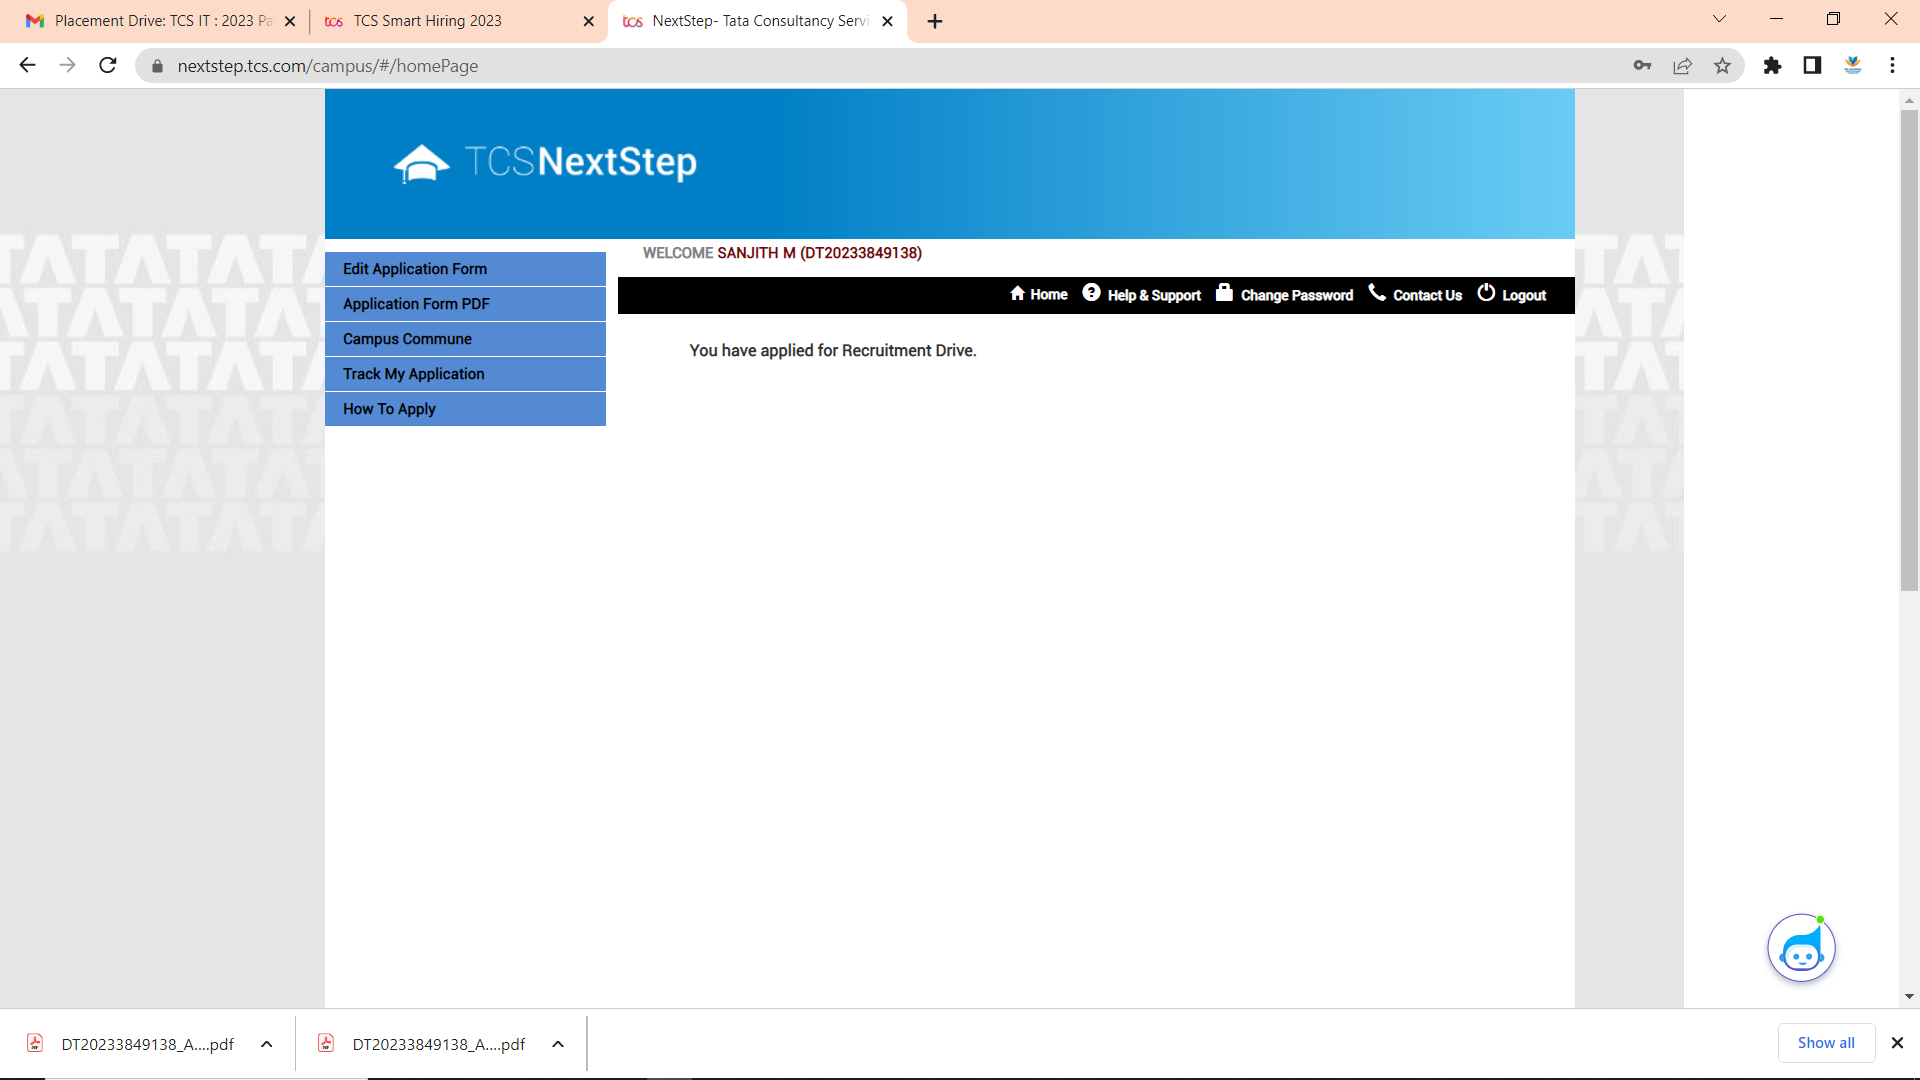 Placement Drive: TCS IT : 2023 Pa
tcs TCS Smart Hiring 2023
tcs NextStep- Tata Consultancy Servi
nextstep.tcs.com/campus/#/homePage
TCSNextStep
WELCOME SANJITH M (DT20233849138)
Home Help & Support Change Password Contact Us Logout
Edit Application Form
Application Form PDF
Campus Commune
Track My Application
How To Apply
You have applied for Recruitment Drive.
DT20233849138_A....pdf
DT20233849138_A....pdf
Show all